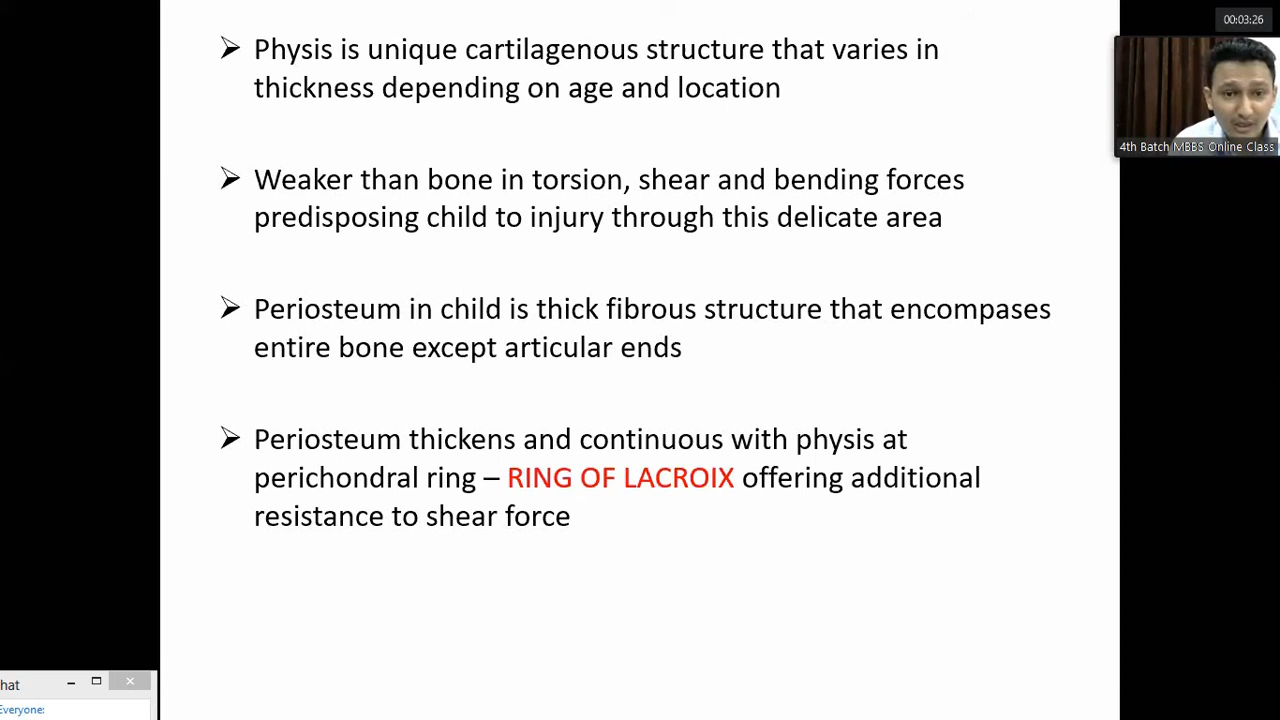 00:03:26
➢ Physis is unique cartilagenous structure that varies in
thickness depending on age and location
4th Batch MBBS Online Class
➢ Weaker than bone in torsion, shear and bending forces
predisposing child to injury through this delicate area
➢ Periosteum in child is thick fibrous structure that encompases
entire bone except articular ends
➢ Periosteum thickens and continuous with physis at
perichondral ring – RING OF LACROIX offering additional
resistance to shear force
hat
Everyone: